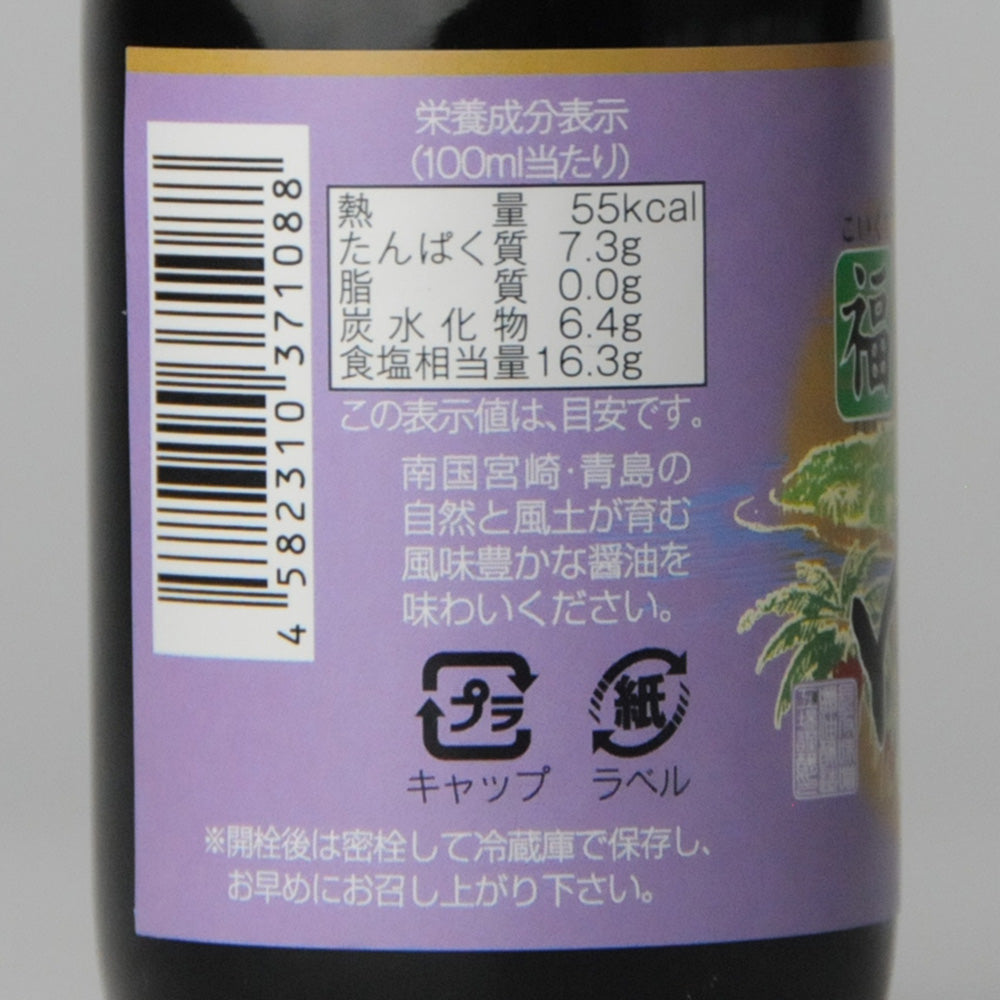 栄養成分表示
(100ml当たり)
熱量 55kcal
たんぱく質 7.3g
脂質 0.0g
炭水化物 6.4g
食塩相当量16.3g
この表示値は、目安です。
南国宮崎・青島の
自然と風土が育む
風味豊かな醤油を
味わいください。
プラ
キャップ
紙
ラベル
※開栓後は密栓して冷蔵庫で保存し、
お早めにお召し上がり下さい。
4582310371088
こいく
福